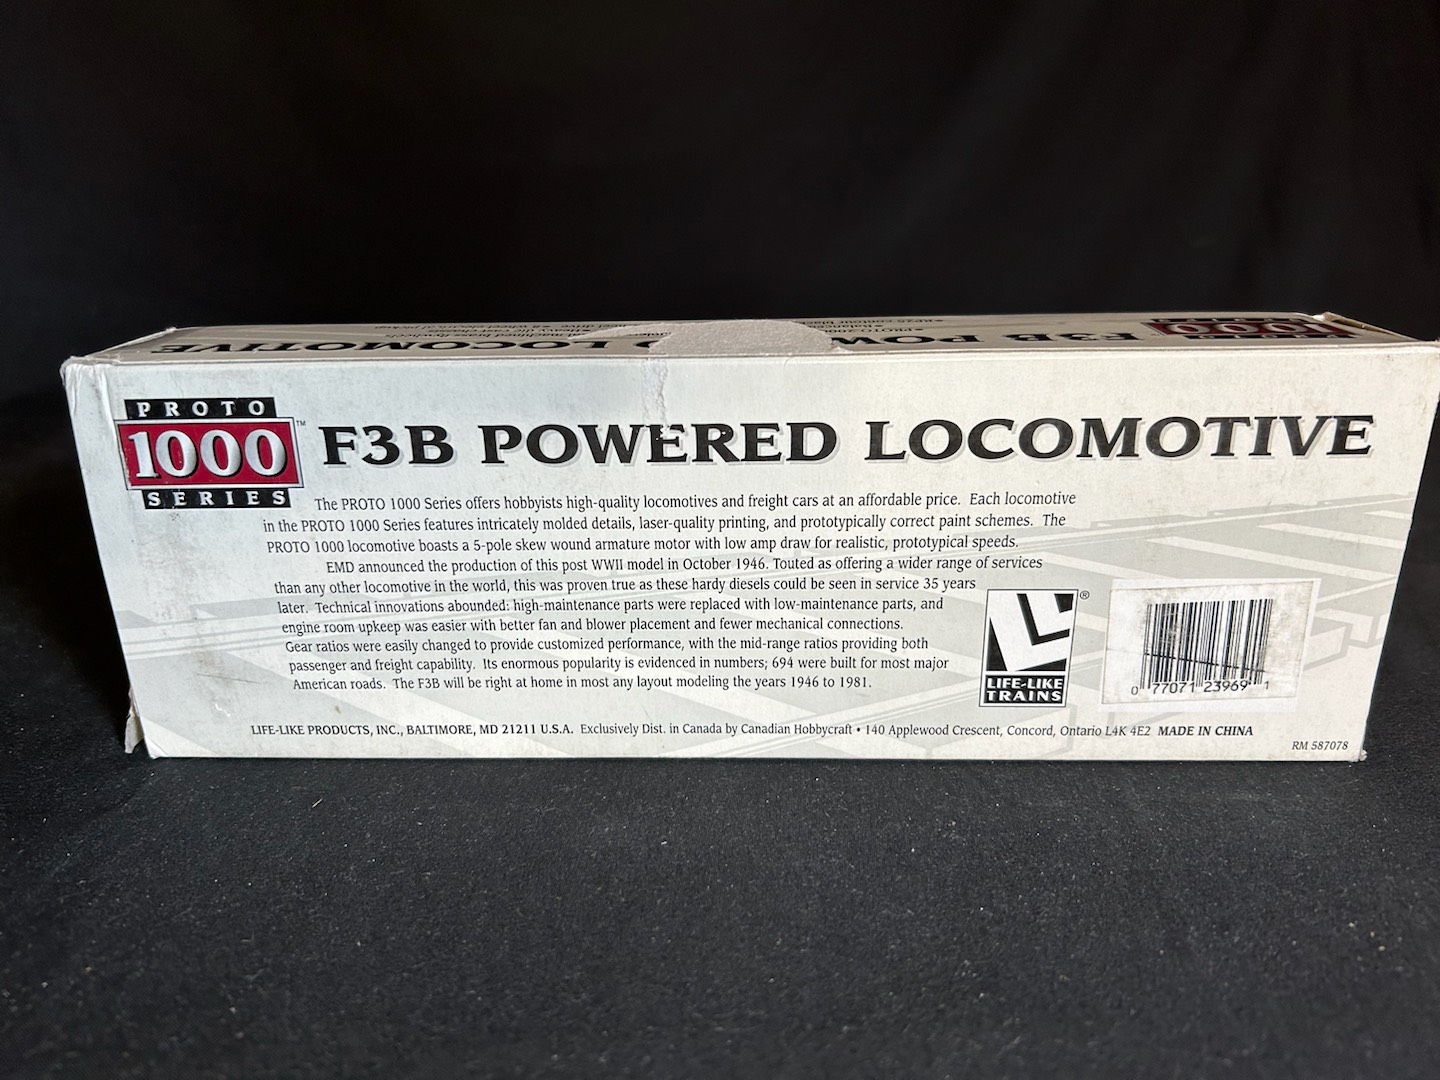 F3B POWERED LOCOMOTIVE
PROTO
1000
SERIES
PROTO
1000™
SERIES
F3B POWERED LOCOMOTIVE
The PROTO 1000 Series offers hobbyists high-quality locomotives and freight cars at an affordable price. Each locomotive
in the PROTO 1000 Series features intricately molded details, laser-quality printing, and prototypically correct paint schemes. The
PROTO 1000 locomotive boasts a 5-pole skew wound armature motor with low amp draw for realistic, prototypical speeds.
EMD announced the production of this post WWII model in October 1946. Touted as offering a wider range of services
than any other locomotive in the world, this was proven true as these hardy diesels could be seen in service 35 years
later. Technical innovations abounded: high-maintenance parts were replaced with low-maintenance parts, and
engine room upkeep was easier with better fan and blower placement and fewer mechanical connections.
Gear ratios were easily changed to provide customized performance, with the mid-range ratios providing both
passenger and freight capability. Its enormous popularity is evidenced in numbers; 694 were built for most major
American roads. The F3B will be right at home in most any layout modeling the years 1946 to 1981.
®
LIFE-LIKE
TRAINS
0 77071 23969 1
LIFE-LIKE PRODUCTS, INC., BALTIMORE, MD 21211 U.S.A. Exclusively Dist. in Canada by Canadian Hobbycraft • 140 Applewood Crescent, Concord, Ontario L4K 4E2 MADE IN CHINA
RM 587078